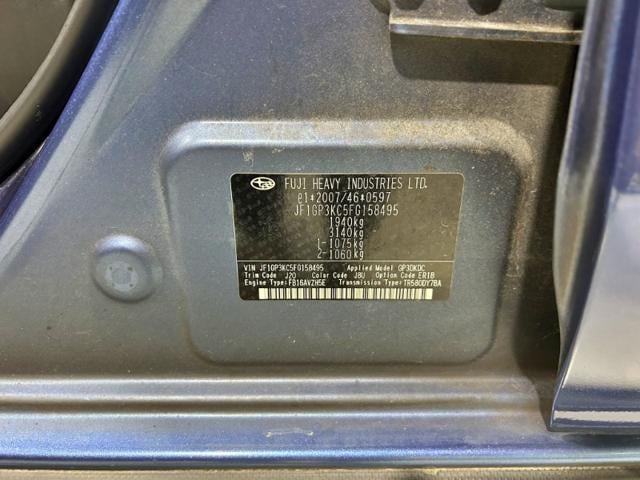 FUJI HEAVY INDUSTRIES LTD.
e1*2007/46*0597
JF1GP3KC5FG158495
1940kg
3140kg
1-1075kg
2-1060kg
VIN JF1GP3KC5FG158495 Applied Model GP3DKDC
Trim Code J20 Color Code J8U Option Code ER1B
Engine Type: FB16AVZH5E Transmission Type: TR580DY7BA